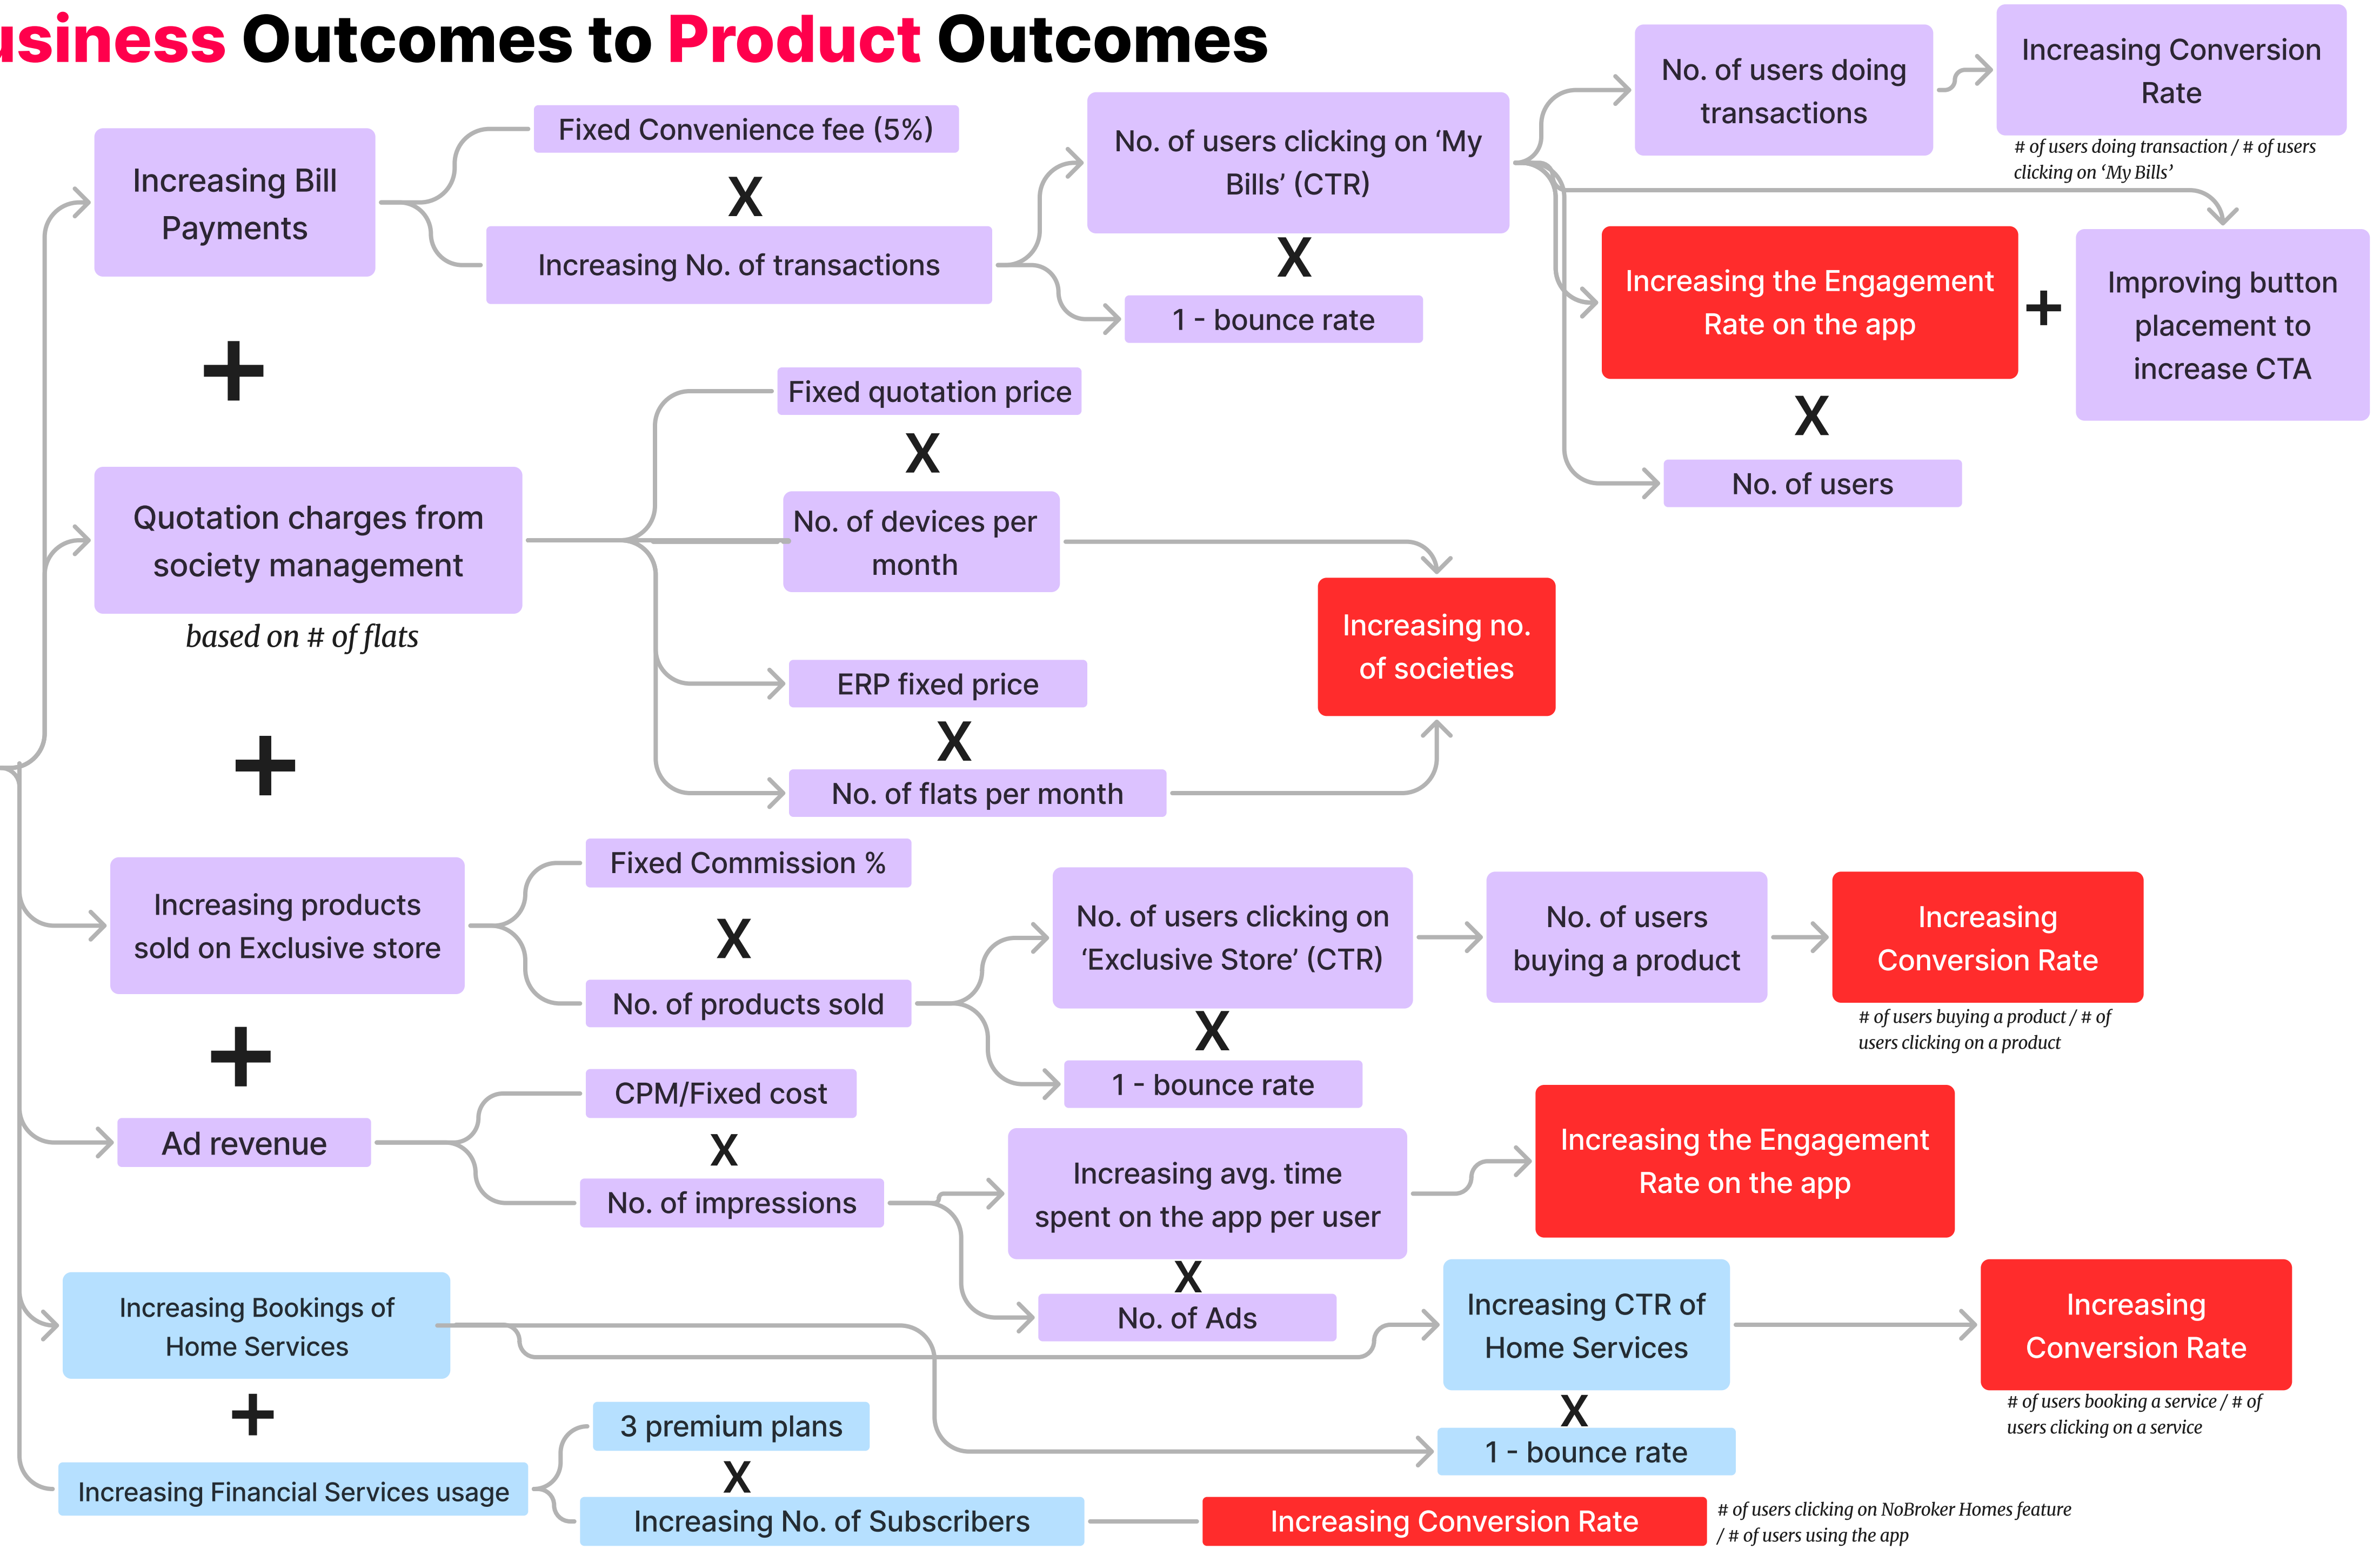 usiness Outcomes to Product Outcomes
Increasing Bill
Payments
Fixed Convenience fee (5%)
X
Increasing No. of transactions
No. of users clicking on ‘My
Bills’ (CTR)
X
1 - bounce rate
No. of users doing
transactions
Increasing Conversion
Rate
# of users doing transaction / # of users
clicking on ‘My Bills’
Increasing the Engagement
Rate on the app
+
Improving button
placement to
increase CTA
X
No. of users
+
Quotation charges from
society management
based on # of flats
Fixed quotation price
X
No. of devices per
month
ERP fixed price
X
No. of flats per month
Increasing no.
of societies
+
Increasing products
sold on Exclusive store
Fixed Commission %
X
No. of products sold
No. of users clicking on
‘Exclusive Store’ (CTR)
X
1 - bounce rate
No. of users
buying a product
Increasing
Conversion Rate
# of users buying a product / # of
users clicking on a product
+
Ad revenue
CPM/Fixed cost
X
No. of impressions
Increasing avg. time
spent on the app per user
X
No. of Ads
Increasing the Engagement
Rate on the app
Increasing Bookings of
Home Services
Increasing CTR of
Home Services
X
1 - bounce rate
Increasing
Conversion Rate
# of users booking a service / # of
users clicking on a service
+
Increasing Financial Services usage
3 premium plans
X
Increasing No. of Subscribers
Increasing Conversion Rate
# of users clicking on NoBroker Homes feature
/ # of users using the app